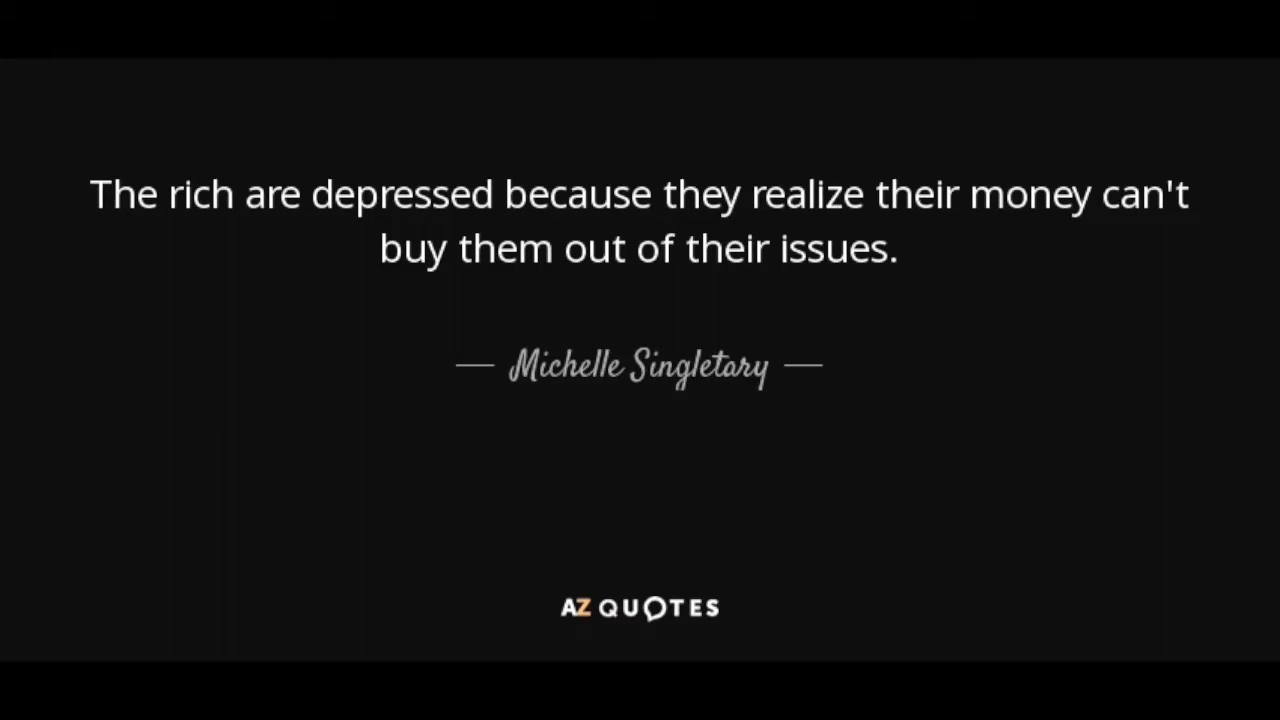 The rich are depressed because they realize their money can't
buy them out of their issues.
— Michelle Singletary —
AZ QUOTES